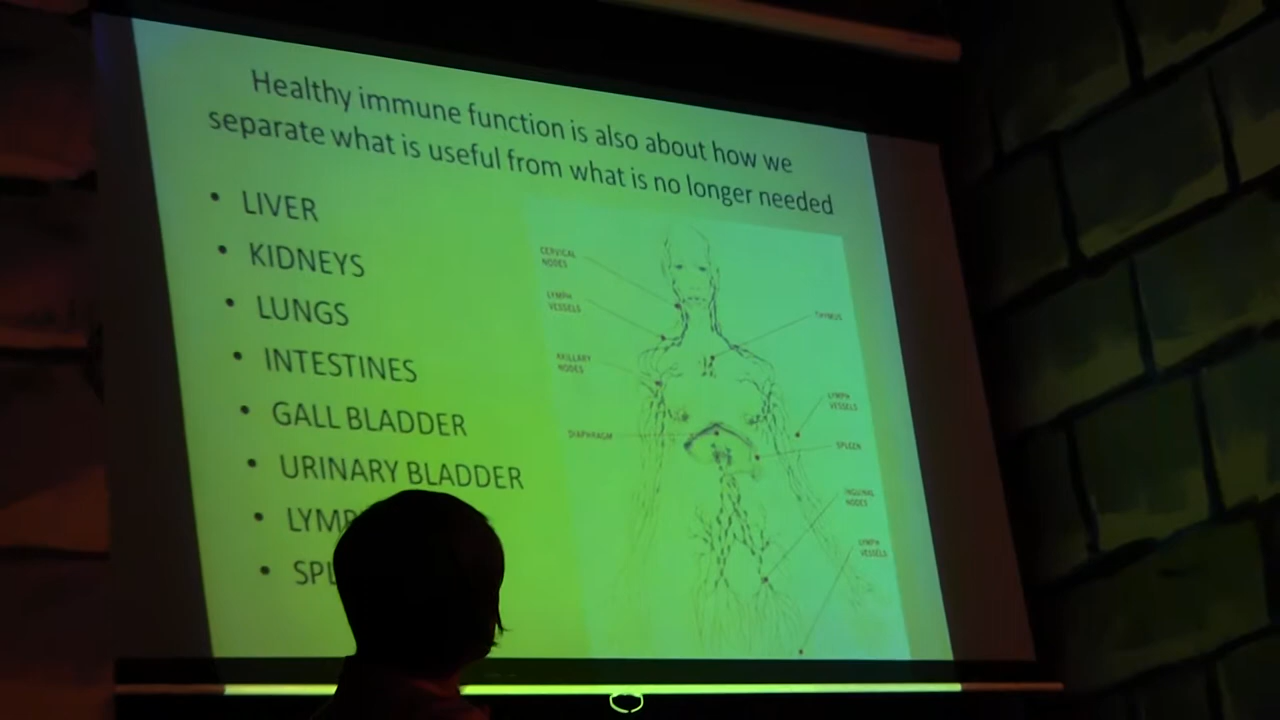 Healthy immune function is also about how we
separate what is useful from what is no longer needed
• LIVER
• KIDNEYS
• LUNGS
• INTESTINES
• GALL BLADDER
• URINARY BLADDER
• LYMP
• SPL
CERVICAL
NODES
LYMPH
VESSELS
AXILLARY
NODES
DIAPHRAGM
THYMUS
LYMPH
VESSELS
SPLEEN
INGUINAL
NODES
LYMPH
VESSELS